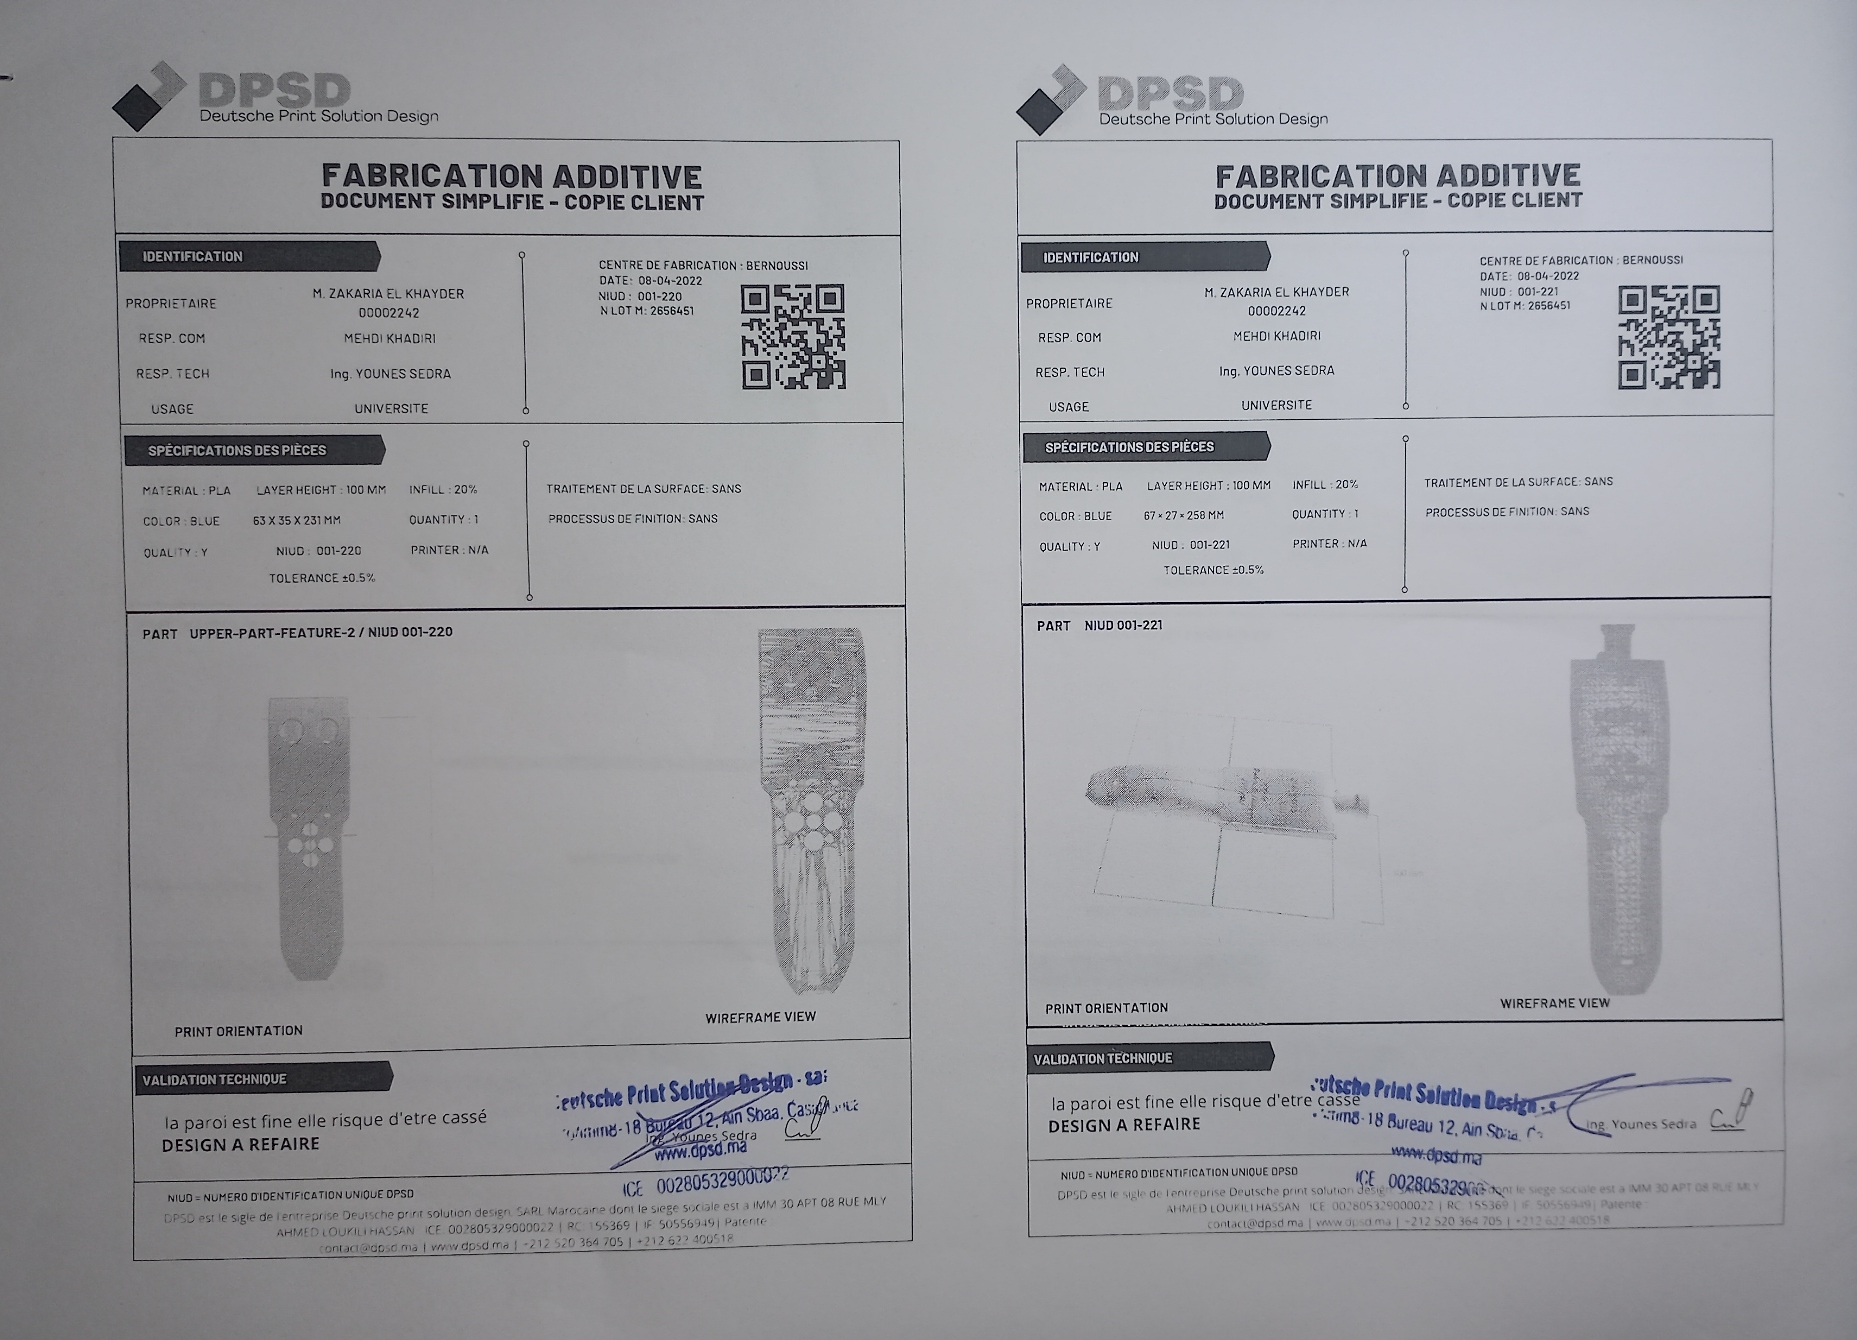 DPSD
Deutsche Print Solution Design
FABRICATION ADDITIVE
DOCUMENT SIMPLIFIE - COPIE CLIENT
IDENTIFICATION
PROPRIETAIRE M. ZAKARIA EL KHAYDER
00002242
RESP. COM MEHDI KHADIRI
RESP. TECH Ing. YOUNES SEDRA
USAGE UNIVERSITE
CENTRE DE FABRICATION : BERNOUSSI
DATE: 08-04-2022
NIUD : 001-220
N LOT M: 2656451
SPÉCIFICATIONS DES PIÈCES
MATERIAL : PLA LAYER HEIGHT : 100 MM INFILL : 20%
COLOR : BLUE 63 X 35 X 231 MM QUANTITY : 1
QUALITY : Y NIUD : 001-220 PRINTER : N/A
TOLERANCE ±0.5%
TRAITEMENT DE LA SURFACE: SANS
PROCESSUS DE FINITION: SANS
PART UPPER-PART-FEATURE-2 / NIUD 001-220
PRINT ORIENTATION
WIREFRAME VIEW
VALIDATION TECHNIQUE
la paroi est fine elle risque d'etre cassé
DESIGN A REFAIRE
Print Solution Design
18 Bureau 12, Ain Sbaa,
Ing. Younes Sedra
www.dpsd.ma
ICE 002805329000022
NIUD = NUMERO D'IDENTIFICATION UNIQUE DPSD
DPSD est le sigle de l'entreprise Deutsche print solution design, SARL Marocaine dont le siege sociale est a IMM 30 APT 08 RUE MLY
AHMED LOUKILI HASSAN ICE: 002805329000022 | RC: 155369 | IF: 50556949 | Patente
contact@dpsd.ma | www.dpsd.ma | +212 520 364 705 | +212 622 400518
DPSD
Deutsche Print Solution Design
FABRICATION ADDITIVE
DOCUMENT SIMPLIFIE - COPIE CLIENT
IDENTIFICATION
PROPRIETAIRE M. ZAKARIA EL KHAYDER
00002242
RESP. COM MEHDI KHADIRI
RESP. TECH Ing. YOUNES SEDRA
USAGE UNIVERSITE
CENTRE DE FABRICATION : BERNOUSSI
DATE: 08-04-2022
NIUD : 001-221
N LOT M: 2656451
SPÉCIFICATIONS DES PIÈCES
MATERIAL : PLA LAYER HEIGHT : 100 MM INFILL : 20%
COLOR : BLUE 67 × 27 × 258 MM QUANTITY : 1
QUALITY : Y NIUD : 001-221 PRINTER : N/A
TOLERANCE ±0.5%
TRAITEMENT DE LA SURFACE: SANS
PROCESSUS DE FINITION: SANS
PART NIUD 001-221
PRINT ORIENTATION
WIREFRAME VIEW
VALIDATION TECHNIQUE
la paroi est fine elle risque d'etre cassé
DESIGN A REFAIRE
Print Solution Design
18 Bureau 12, Ain
Ing. Younes Sedra
www.dpsd.ma
ICE
NIUD = NUMERO D'IDENTIFICATION UNIQUE DPSD
DPSD est le sigle de l'entreprise Deutsche print solution dont le siege sociale est a IMM 30 APT 08 RUE MLY
AHMED LOUKILI HASSAN ICE: 002805329000022 | RC: 155369 | IF: 50556949 | Patente
contact@dpsd.ma | www.dpsd.ma | +212 520 364 705 | +212 622 400518